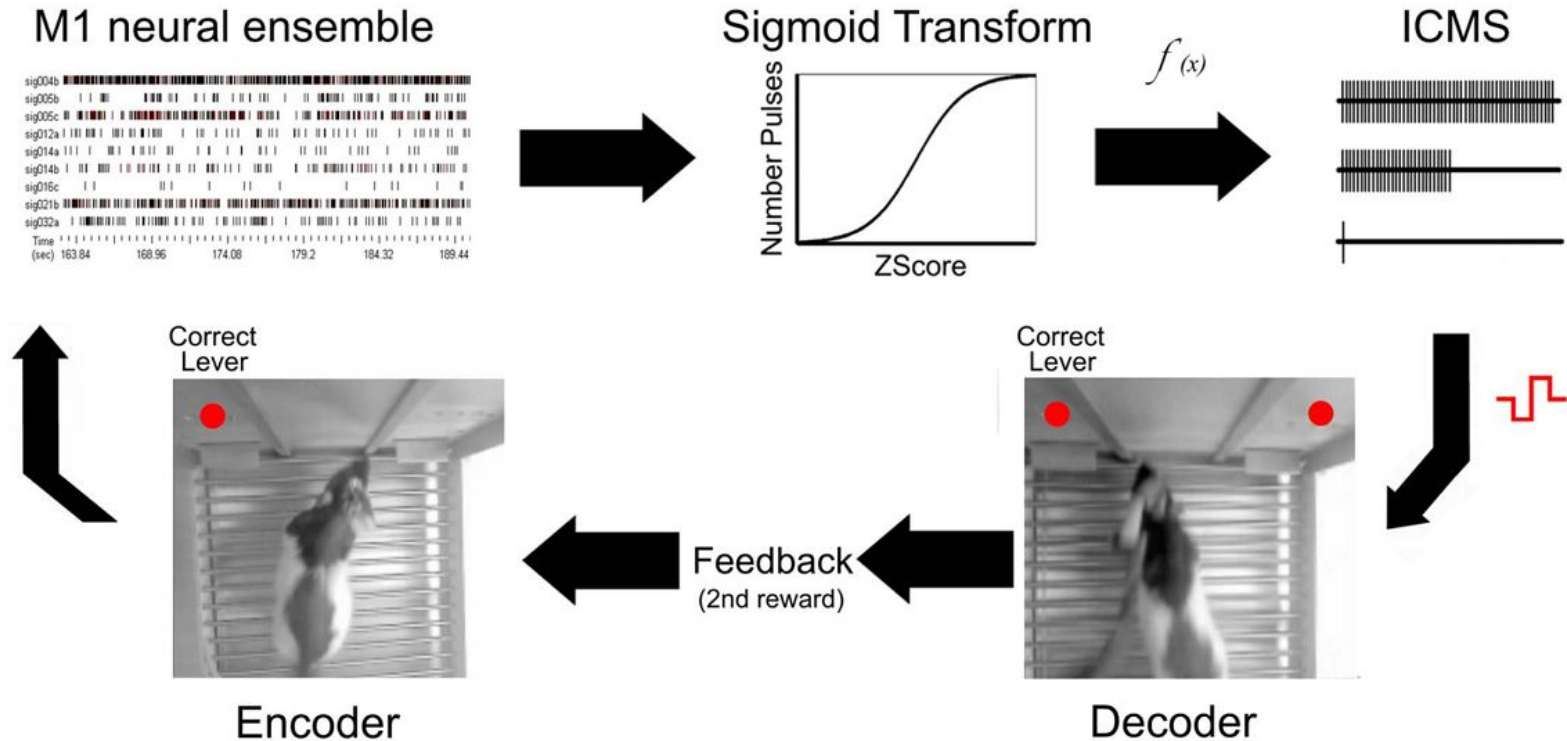 M1 neural ensemble
Sigmoid Transform
f (x)
ICMS
sig004b
sig005b
sig005c
sig012a
sig014a
sig014b
sig016c
sig021b
sig032a
Time
(sec) 163.84 168.96 174.08 179.2 184.32 189.44
Number Pulses
ZScore
Correct
Lever
Correct
Lever
Feedback
(2nd reward)
Encoder
Decoder